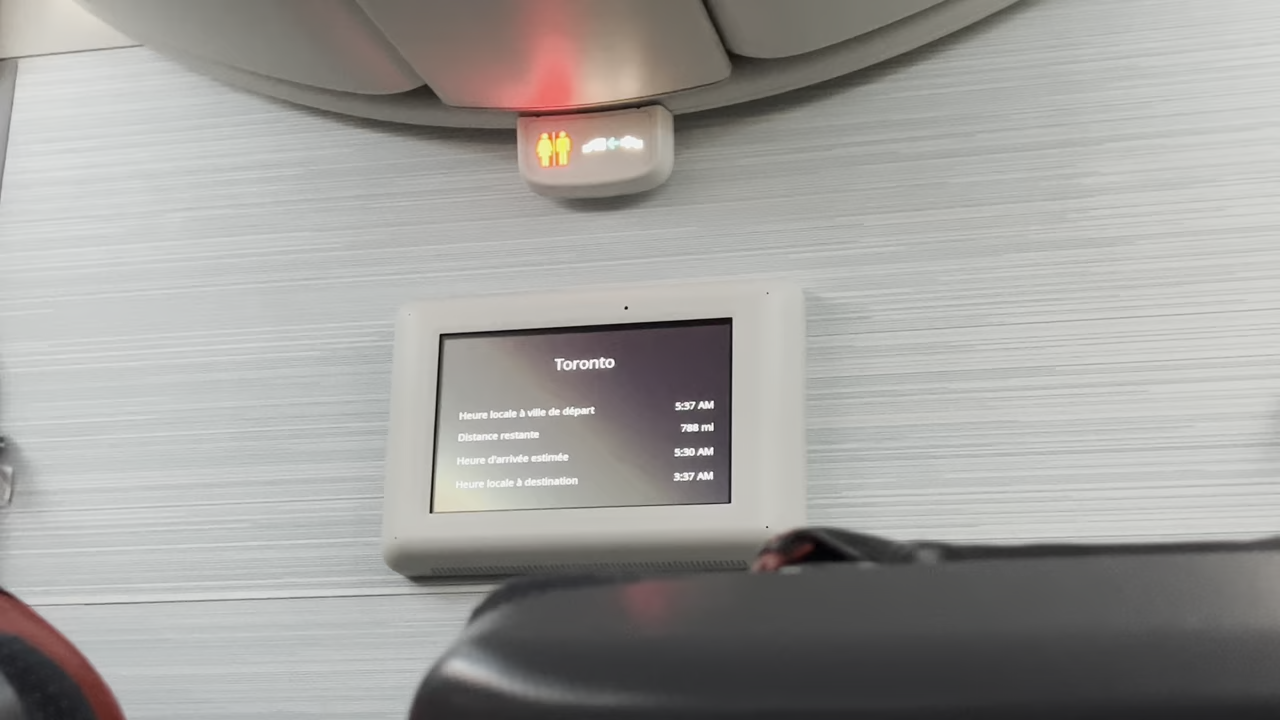 Toronto
Heure locale à ville de départ 5:37 AM
Distance restante 788 mi
Heure d'arrivée estimée 5:30 AM
Heure locale à destination 3:37 AM